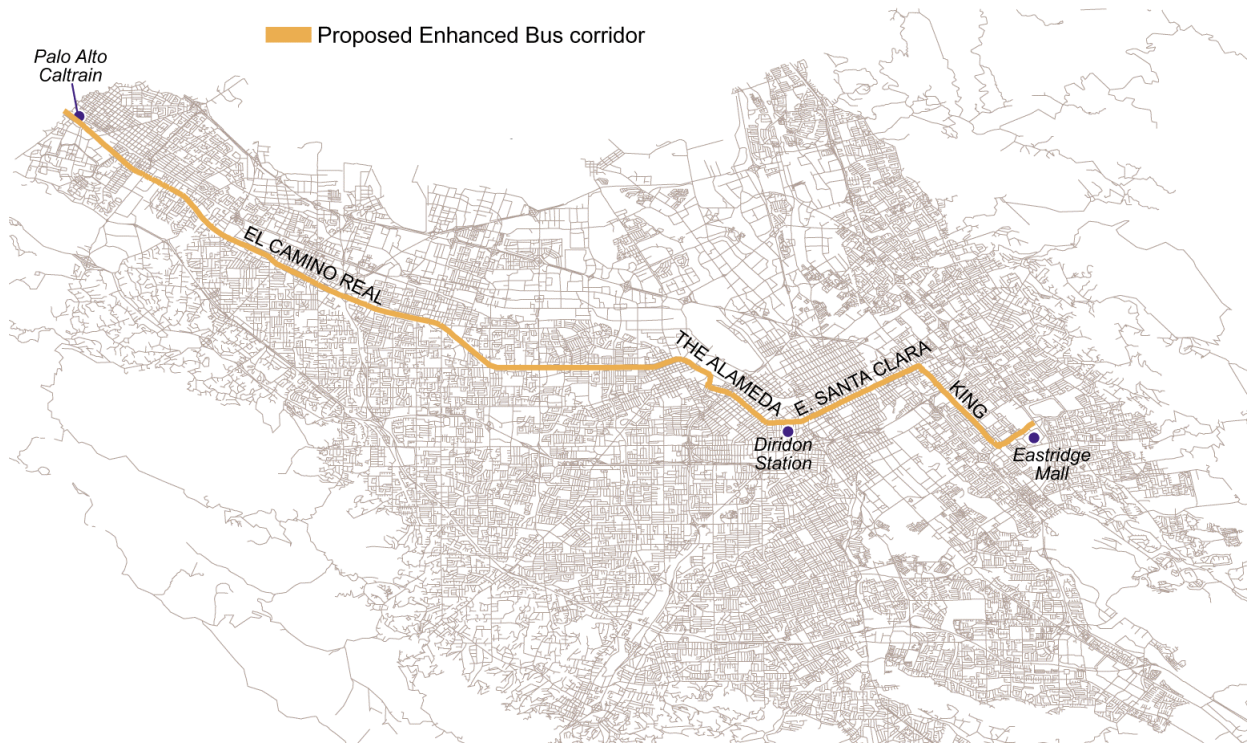 Proposed Enhanced Bus corridor
Palo Alto
Caltrain
EL CAMINO REAL
THE ALAMEDA
E. SANTA CLARA
KING
Diridon
Station
Eastridge
Mall